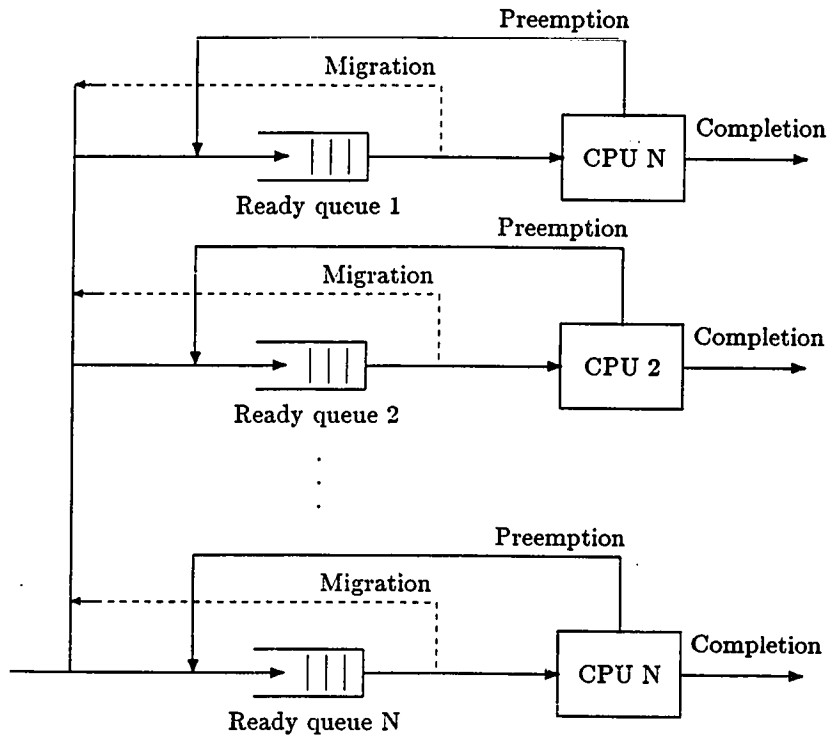 Preemption
Migration
Completion
CPU N
Ready queue 1
Preemption
Migration
Completion
CPU 2
Ready queue 2
Preemption
Migration
Completion
CPU N
Ready queue N